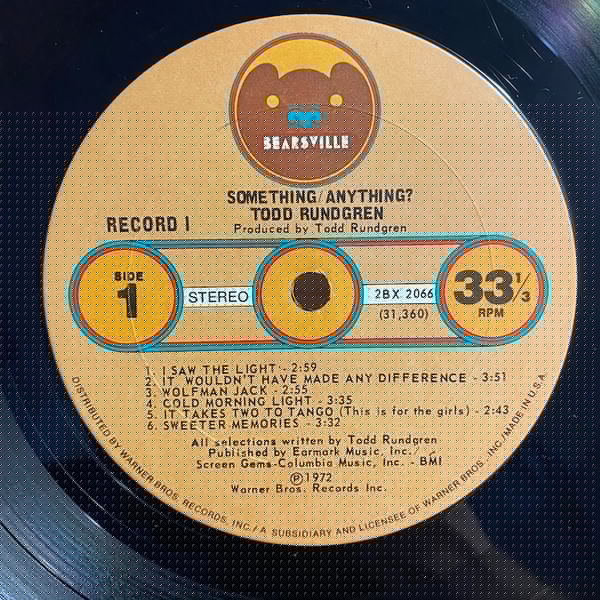 BEARSVILLE
SOMETHING/ANYTHING?
TODD RUNDGREN
Produced by Todd Rundgren
RECORD I
SIDE
1
STEREO
2BX 2066
(31,360)
33 1/3
RPM
1. I SAW THE LIGHT - 2:59
2. IT WOULDN'T HAVE MADE ANY DIFFERENCE - 3:51
3. WOLFMAN JACK - 2:55
4. COLD MORNING LIGHT - 3:35
5. IT TAKES TWO TO TANGO (This is for the girls) - 2:43
6. SWEETER MEMORIES - 3:32
All selections written by Todd Rundgren
Published by Earmark Music, Inc./
Screen Gems-Columbia Music, Inc. - BMI
℗1972
Warner Bros. Records Inc.
DISTRIBUTED BY WARNER BROS. RECORDS, INC./A SUBSIDIARY AND LICENSEE OF WARNER BROS. INC./MADE IN U.S.A.